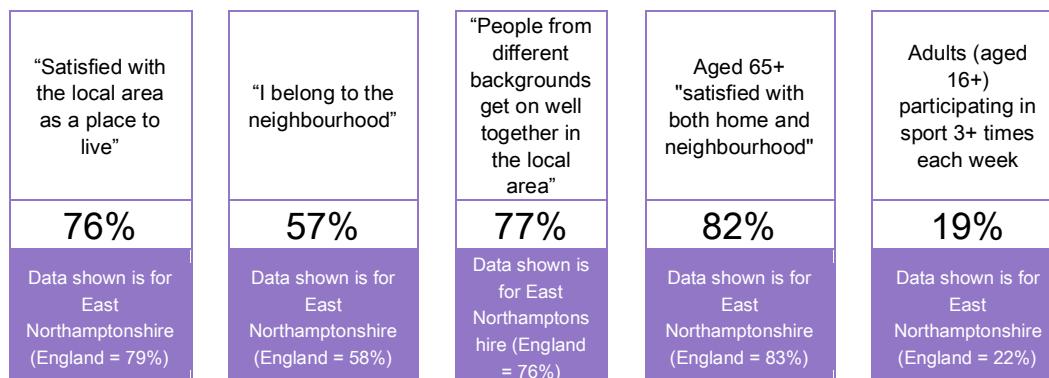 “Satisfied with
the local area
as a place to
live”
76%
Data shown is for
East
Northamptonshire
(England = 79%)
“I belong to the
neighbourhood”
57%
Data shown is for
East
Northamptonshire
(England = 58%)
“People from
different
backgrounds
get on well
together in
the local
area”
77%
Data shown is
for East
Northamptons
hire (England
= 76%)
Aged 65+
"satisfied with
both home and
neighbourhood"
82%
Data shown is for
East
Northamptonshire
(England = 83%)
Adults (aged
16+)
participating in
sport 3+ times
each week
19%
Data shown is for
East
Northamptonshire
(England = 22%)